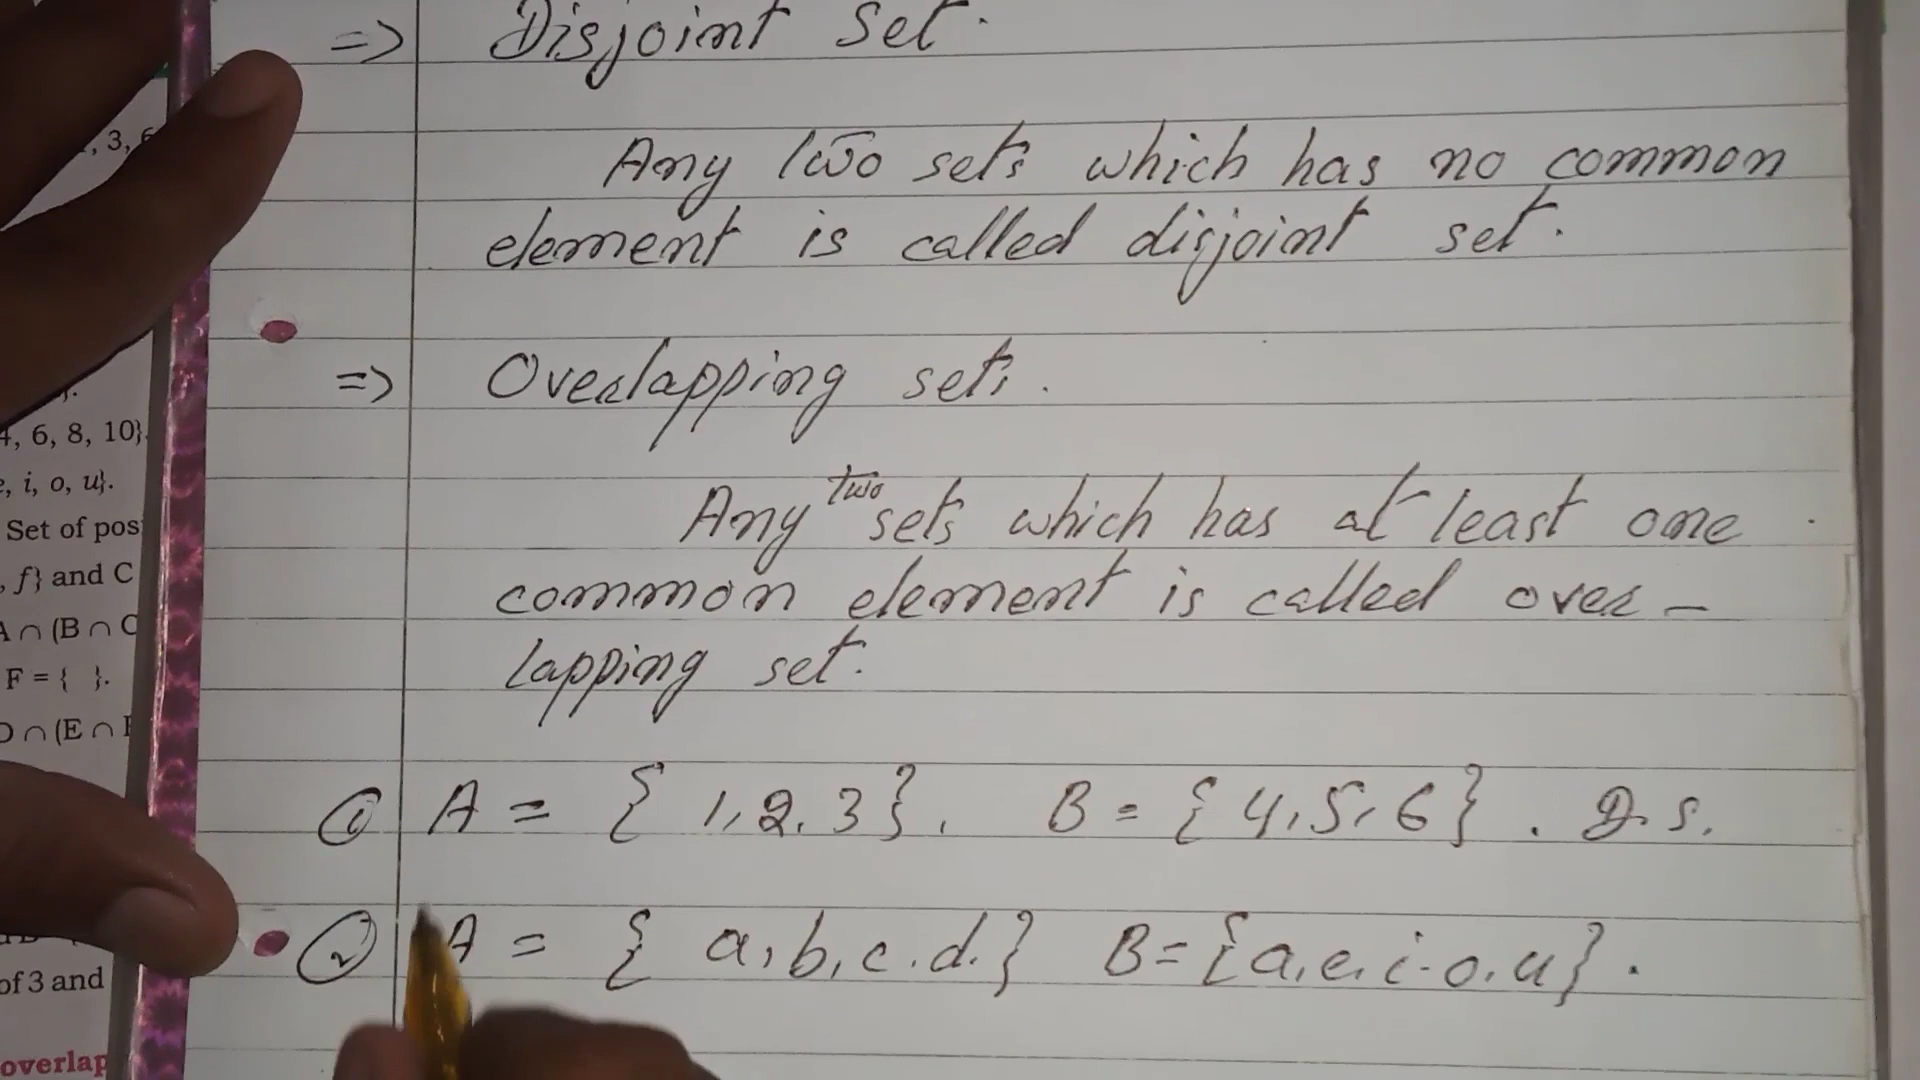 => Disjoint Set.
Any two sets which has no common
element is called disjoint set.
=> Overlapping sets.
Any two sets which has at least one
common element is called over -
lapping set.
① A = { 1, 2, 3 }. B = { 4, 5, 6 }. D. s.
② A = { a, b, c. d. } B = { a, e, i. o. u }.
, 3, 6
}.
4, 6, 8, 10}.
e, i, o, u}.
Set of pos
, f} and C
A ∩ (B ∩ C
F = { }.
D ∩ (E ∩ F
of 3 and
overlap